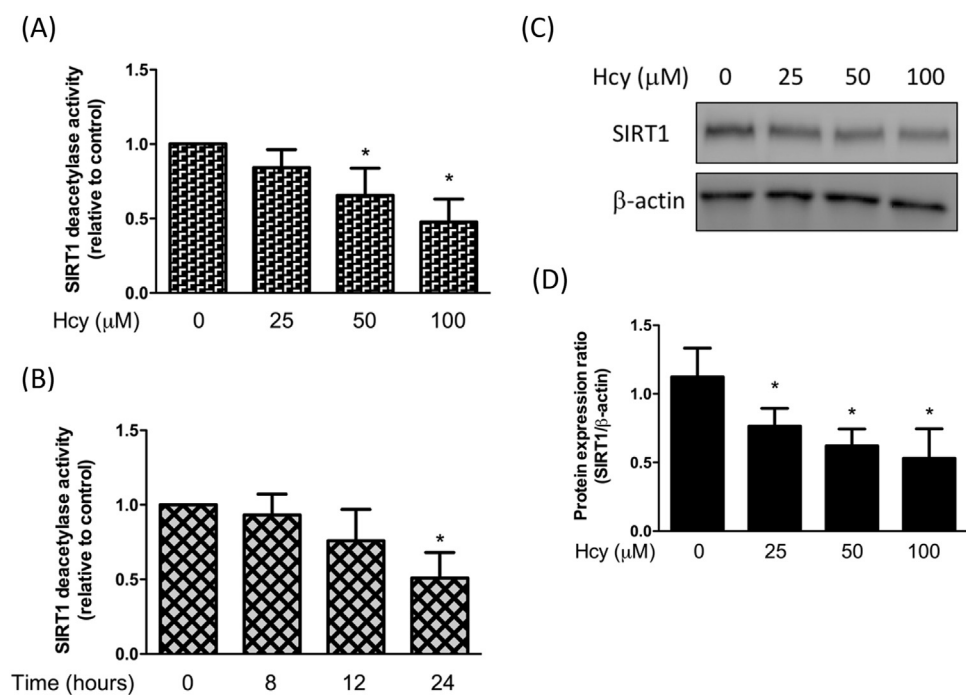 (A)
SIRT1 deacetylase activity
(relative to control)
1.5
1.0
0.5
0.0
*
*
Hcy (μM) 0 25 50 100
(B)
SIRT1 deacetylase activity
(relative to control)
1.5
1.0
0.5
0.0
*
Time (hours) 0 8 12 24
(C)
Hcy (μM) 0 25 50 100
SIRT1
β-actin
(D)
Protein expression ratio
(SIRT1/β-actin)
1.5
1.0
0.5
0.0
*
*
*
Hcy (μM) 0 25 50 100